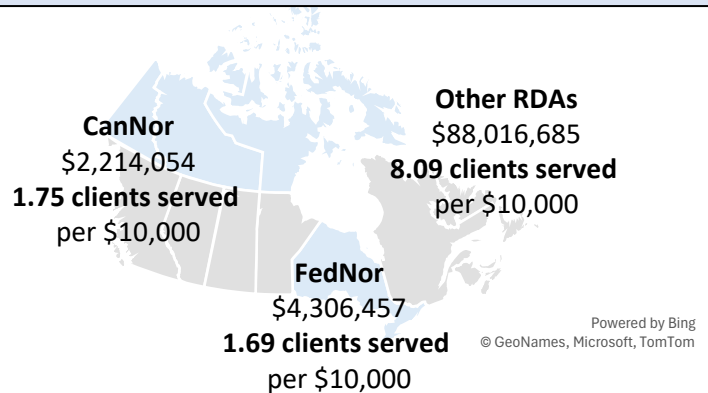 CanNor
$2,214,054
1.75 clients served
per $10,000
Other RDAs
$88,016,685
8.09 clients served
per $10,000
FedNor
$4,306,457
1.69 clients served
per $10,000
Powered by Bing
© GeoNames, Microsoft, TomTom